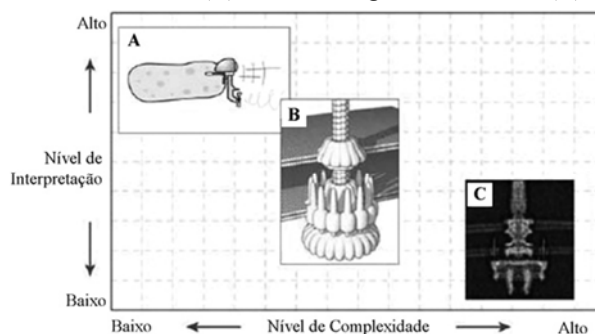 Alto
A
B
Nível de
Interpretação
C
Baixo
Baixo
Nível de Complexidade
Alto